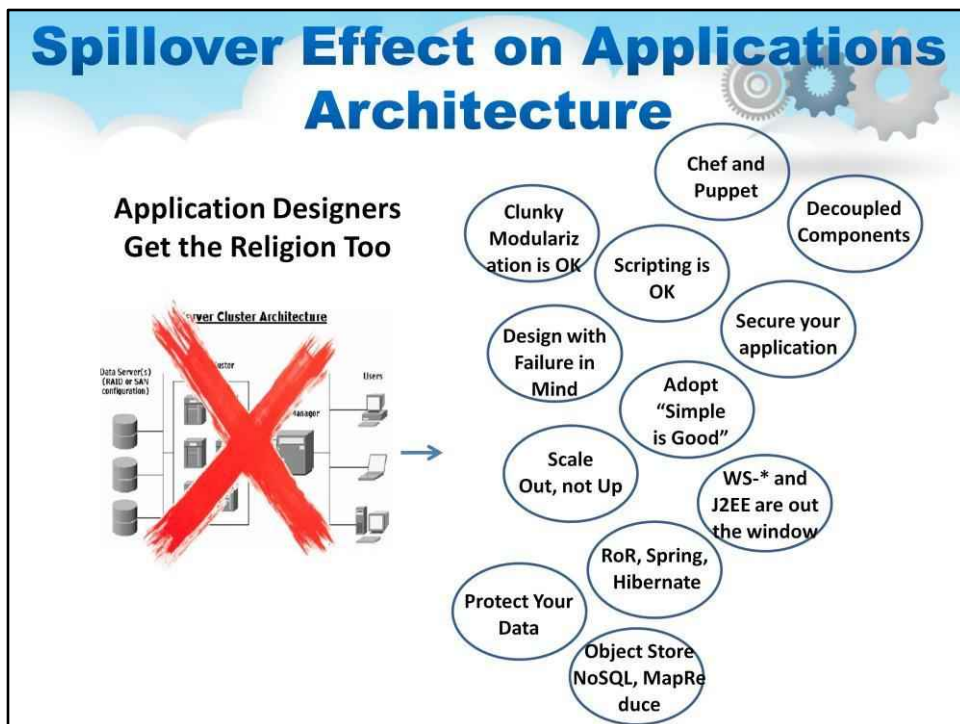 Spillover Effect on Applications
Architecture
Application Designers
Get the Religion Too
Cluster Architecture
Data Server(s)
(RAID or SAN
configuration)
Users
Chef and
Puppet
Decoupled
Components
Clunky
Modulariz
ation is OK
Scripting is
OK
Secure your
application
Design with
Failure in
Mind
Adopt
“Simple
is Good”
Scale
Out, not Up
WS-* and
J2EE are out
the window
RoR, Spring,
Hibernate
Protect Your
Data
Object Store
NoSQL, MapRe
duce